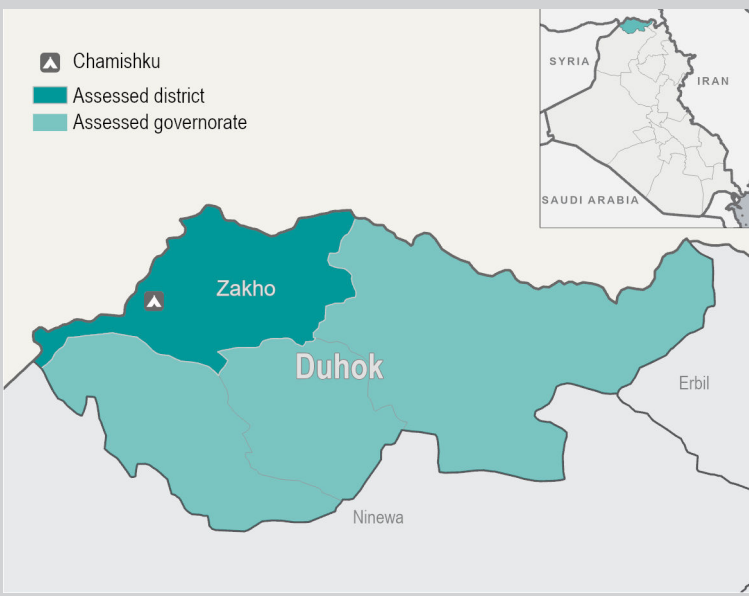 Chamishku
Assessed district
Assessed governorate
SYRIA
IRAN
SAUDI ARABIA
Zakho
Duhok
Erbil
Ninewa